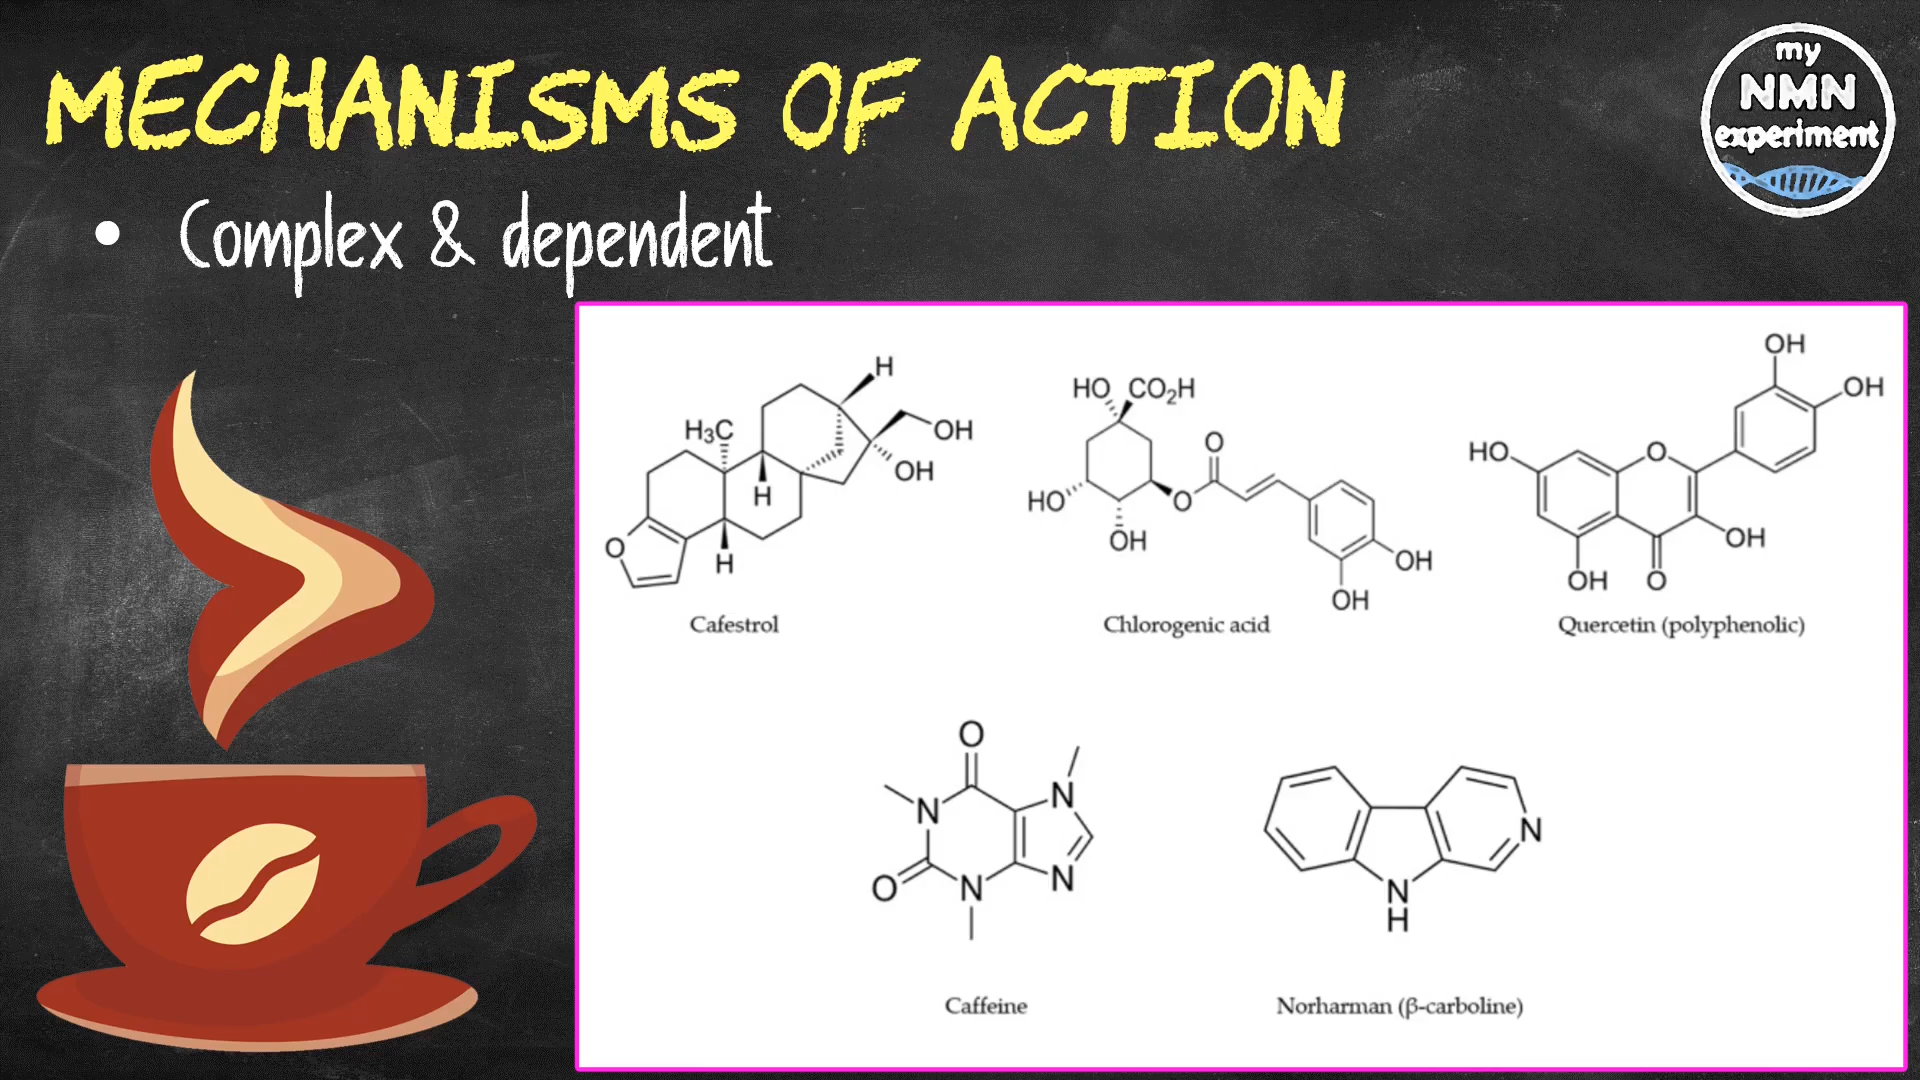 MECHANISMS OF ACTION
my
NMN
experiment
• Complex & dependent
H
H₃C
OH
OH
H
O
H
Cafestrol
HO CO₂H
O
HO
O
OH
OH
OH
Chlorogenic acid
OH
OH
HO
O
OH
OH
O
Quercetin (polyphenolic)
O
N
N
O
N
N
Caffeine
N
N
H
Norharman (β-carboline)